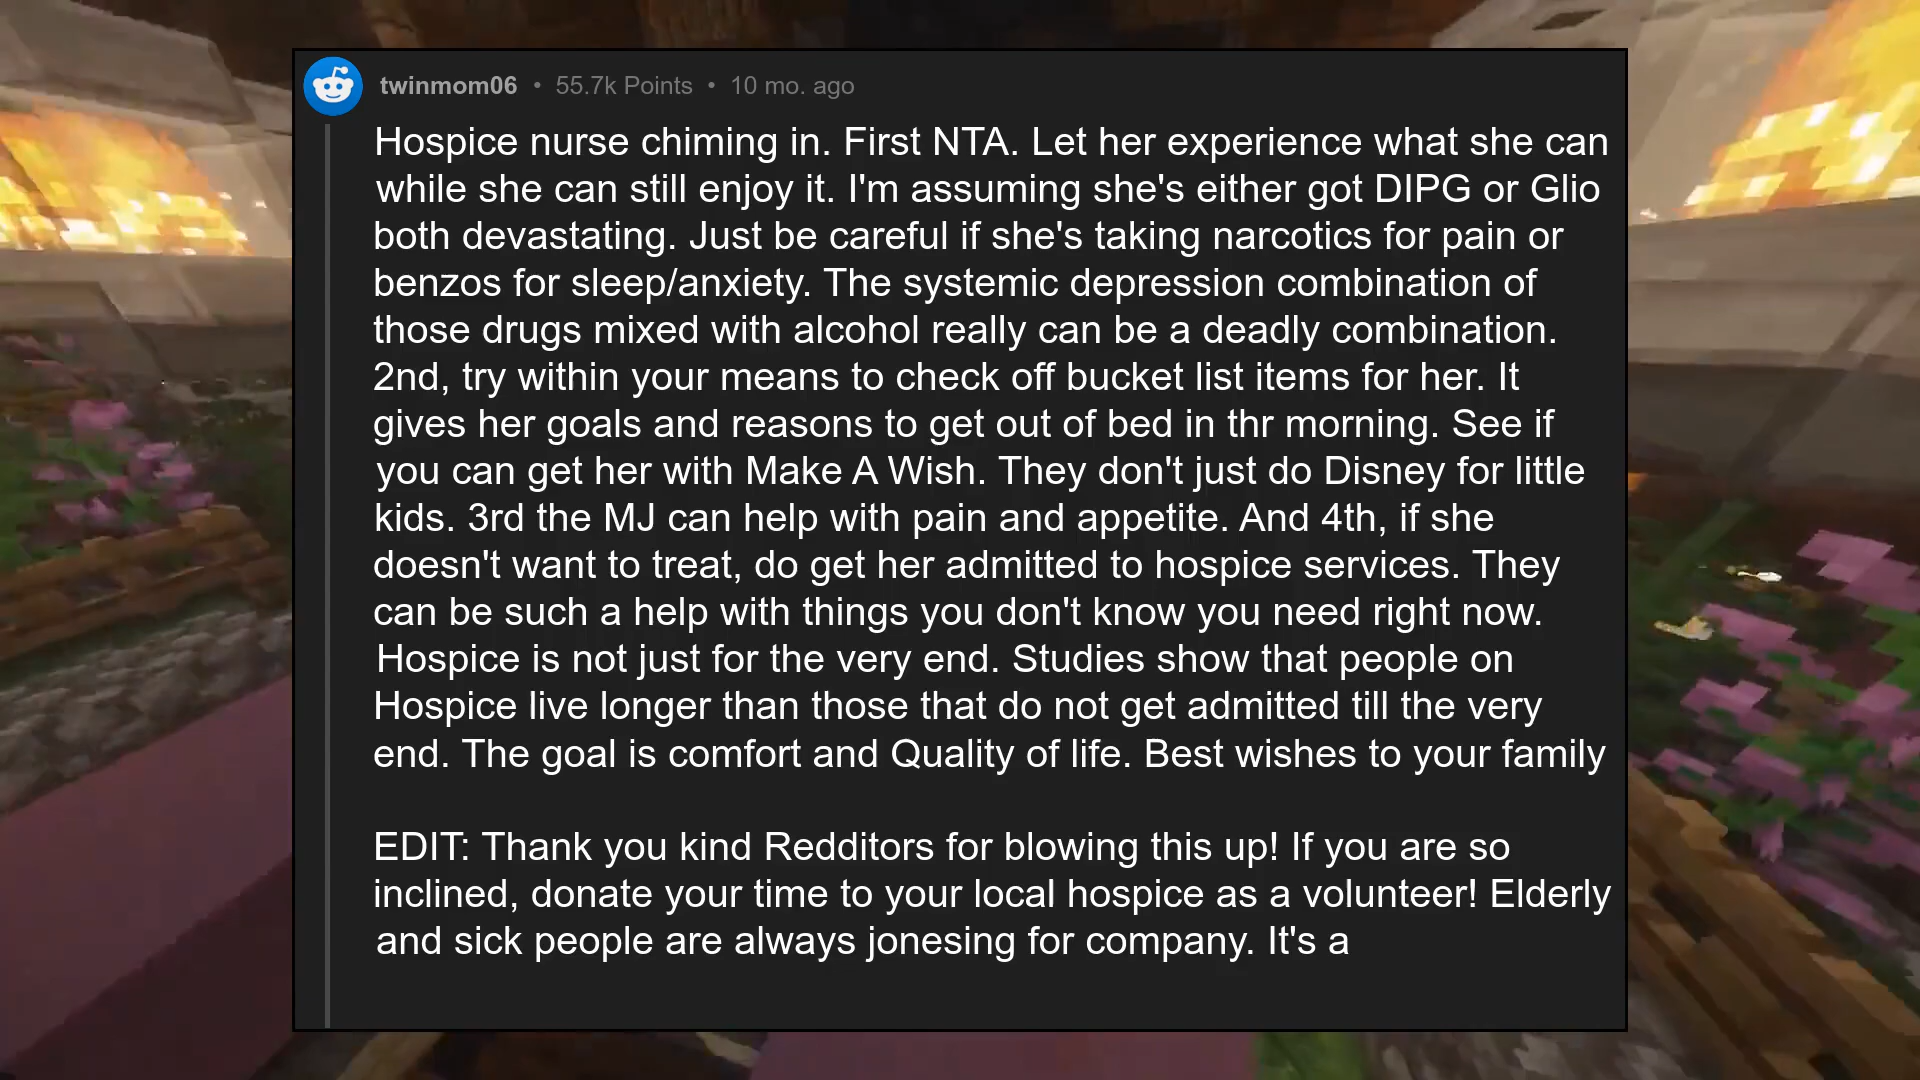 twinmom06 • 55.7k Points • 10 mo. ago
Hospice nurse chiming in. First NTA. Let her experience what she can
while she can still enjoy it. I'm assuming she's either got DIPG or Glio
both devastating. Just be careful if she's taking narcotics for pain or
benzos for sleep/anxiety. The systemic depression combination of
those drugs mixed with alcohol really can be a deadly combination.
2nd, try within your means to check off bucket list items for her. It
gives her goals and reasons to get out of bed in thr morning. See if
you can get her with Make A Wish. They don't just do Disney for little
kids. 3rd the MJ can help with pain and appetite. And 4th, if she
doesn't want to treat, do get her admitted to hospice services. They
can be such a help with things you don't know you need right now.
Hospice is not just for the very end. Studies show that people on
Hospice live longer than those that do not get admitted till the very
end. The goal is comfort and Quality of life. Best wishes to your family
EDIT: Thank you kind Redditors for blowing this up! If you are so
inclined, donate your time to your local hospice as a volunteer! Elderly
and sick people are always jonesing for company. It's a